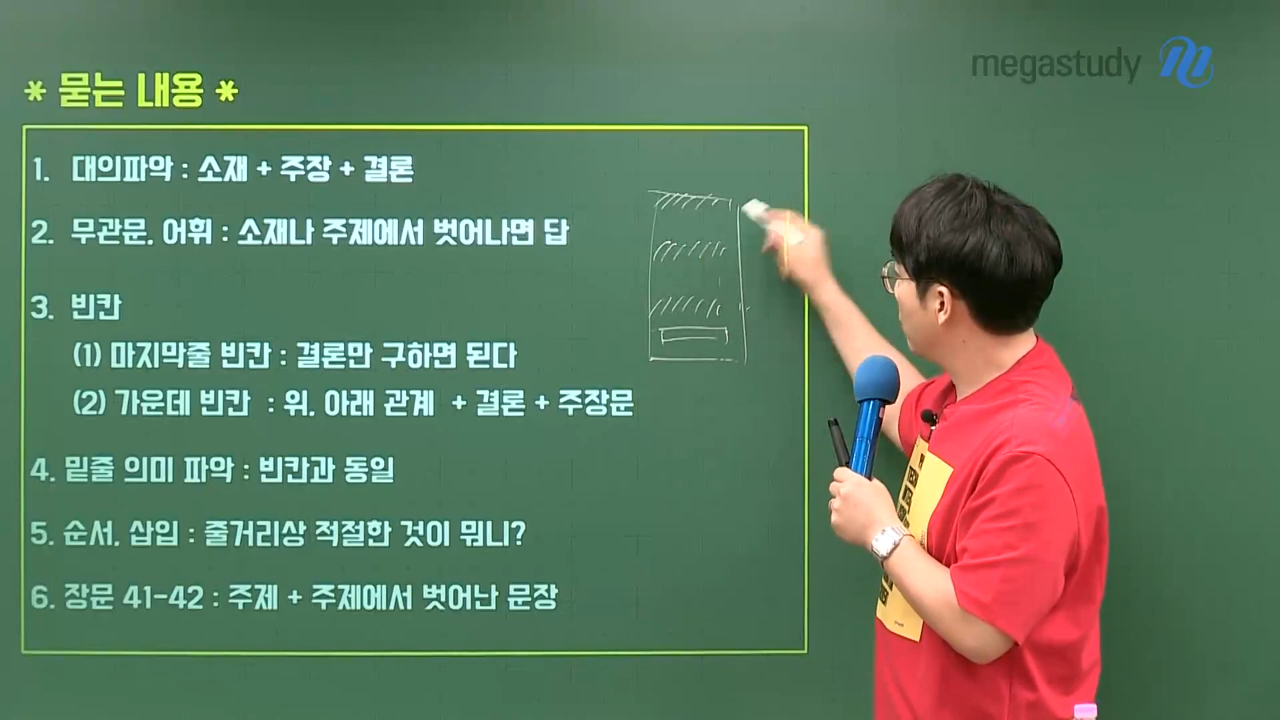 megastudy
* 묻는 내용 *
1. 대의파악 : 소재 + 주장 + 결론
2. 무관문, 어휘 : 소재나 주제에서 벗어나면 답
3. 빈칸
(1) 마지막줄 빈칸 : 결론만 구하면 된다
(2) 가운데 빈칸 : 위, 아래 관계 + 결론 + 주장문
4. 밑줄 의미 파악 : 빈칸과 동일
5. 순서, 삽입 : 줄거리상 적절한 것이 뭐니?
6. 장문 41-42 : 주제 + 주제에서 벗어난 문장